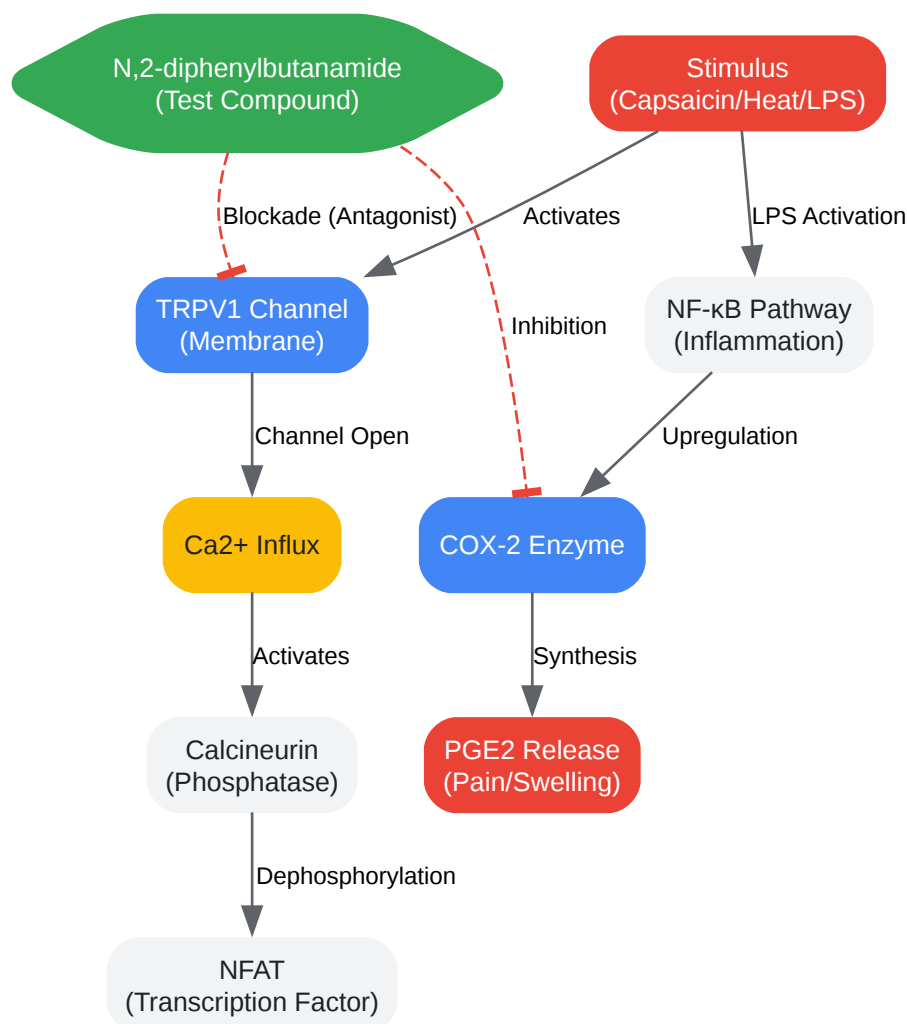 N,2-diphenylbutanamide
(Test Compound)
Stimulus
(Capsaicin/Heat/LPS)
Blockade (Antagonist)
Activates
LPS Activation
TRPV1 Channel
(Membrane)
Inhibition
NF-κB Pathway
(Inflammation)
Channel Open
Upregulation
Ca2+ Influx
COX-2 Enzyme
Activates
Synthesis
Calcineurin
(Phosphatase)
PGE2 Release
(Pain/Swelling)
Dephosphorylation
NFAT
(Transcription Factor)